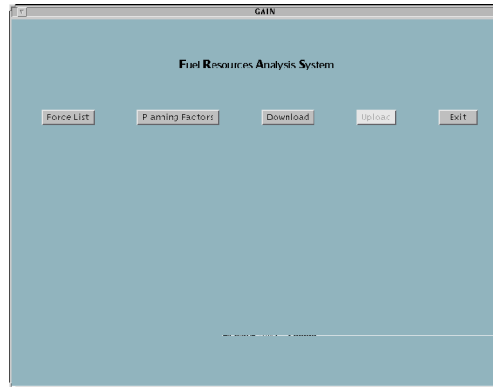 GAIN
Fuel Resources Analysis System
Force List Planning Factors Download Upload Exit